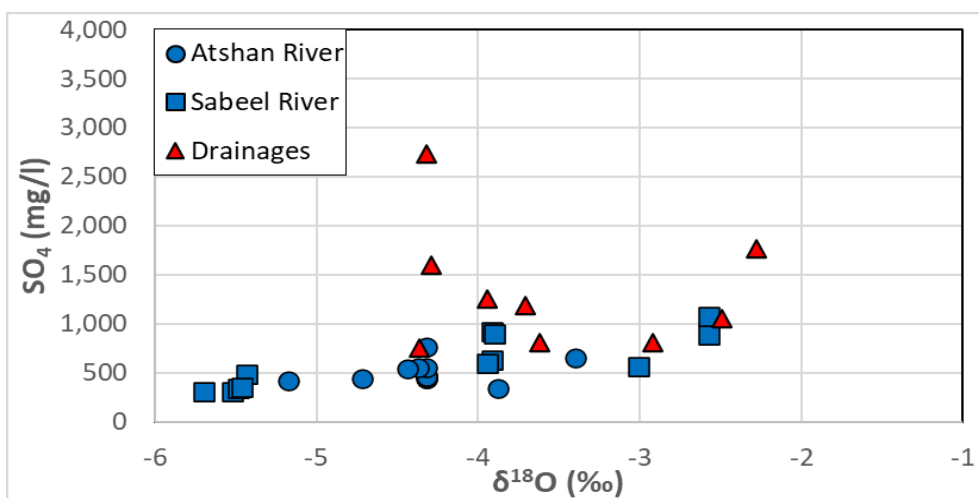 4,000
3,500
3,000
2,500
2,000
1,500
1,000
500
0
SO₄ (mg/l)
Atshan River
Sabeel River
Drainages
-6 -5 -4 -3 -2 -1
δ¹⁸O (‰)